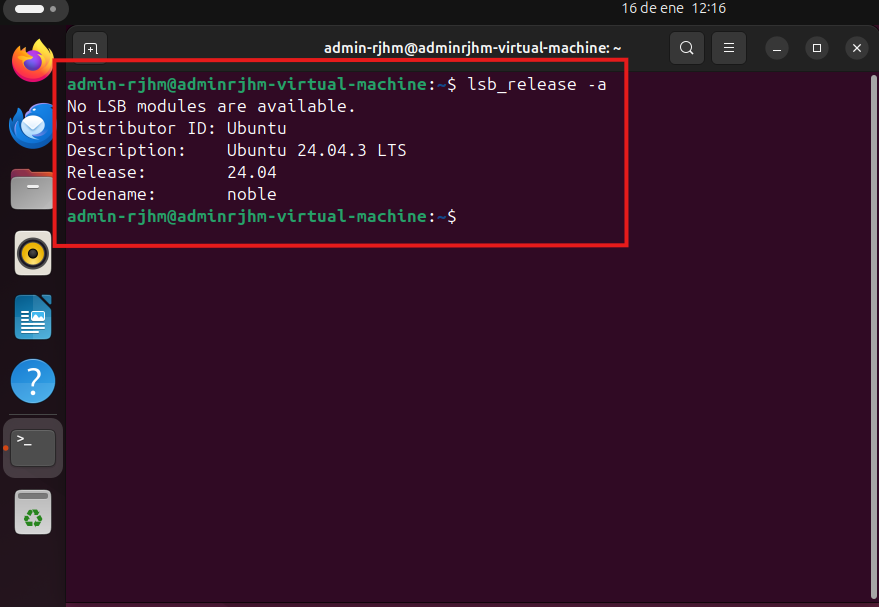 16 de ene 12:16
admin-rjhm@adminrjhm-virtual-machine: ~
admin-rjhm@adminrjhm-virtual-machine:~$ lsb_release -a
No LSB modules are available.
Distributor ID: Ubuntu
Description:    Ubuntu 24.04.3 LTS
Release:        24.04
Codename:       noble
admin-rjhm@adminrjhm-virtual-machine:~$
?
>_